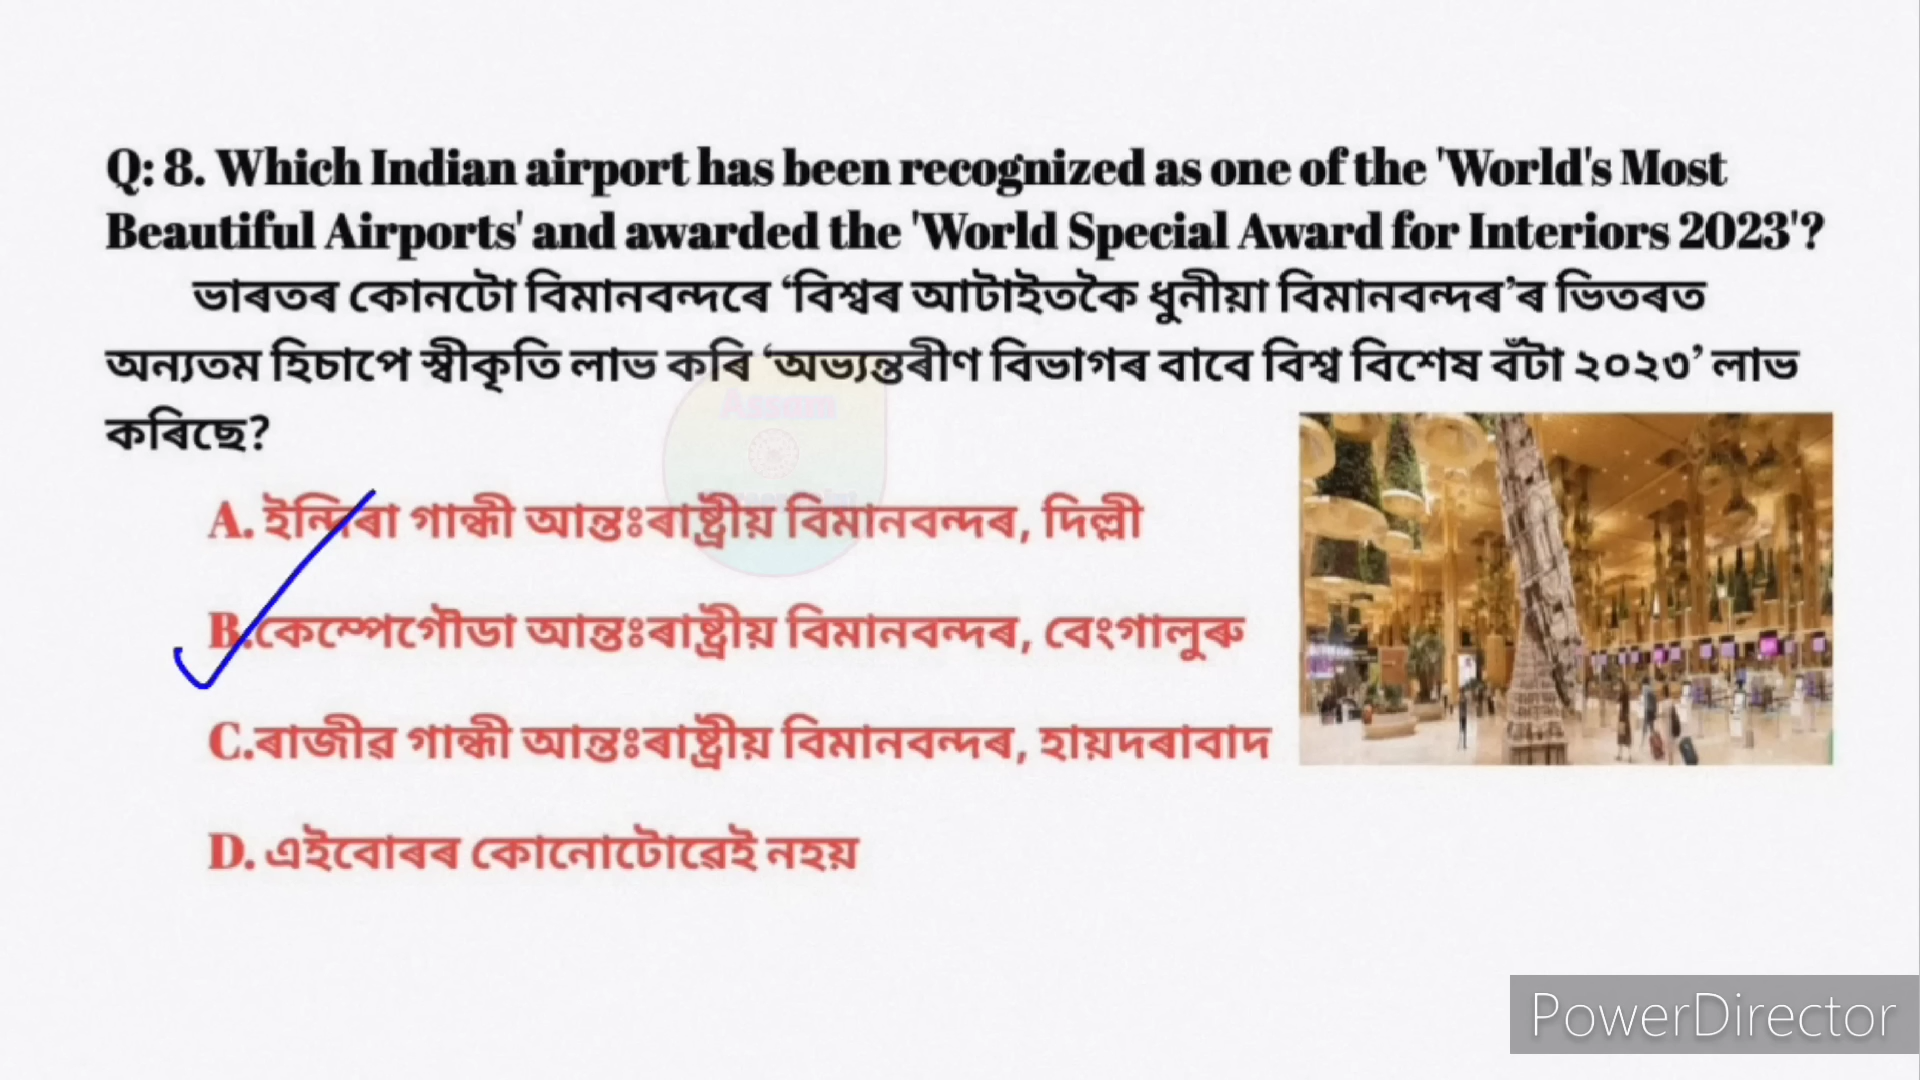 Q: 8. Which Indian airport has been recognized as one of the 'World's Most
Beautiful Airports' and awarded the 'World Special Award for Interiors 2023'?
ভাৰতৰ কোনটো বিমানবন্দৰে ‘বিশ্বৰ আটাইতকৈ ধুনীয়া বিমানবন্দৰ’ৰ ভিতৰত
অন্যতম হিচাপে স্বীকৃতি লাভ কৰি ‘অভ্যন্তৰীণ বিভাগৰ বাবে বিশ্ব বিশেষ বঁটা ২০২৩’ লাভ
কৰিছে?
Assam
A. ইন্দিৰা গান্ধী আন্তঃৰাষ্ট্ৰীয় বিমানবন্দৰ, দিল্লী
B.কেম্পেগৌডা আন্তঃৰাষ্ট্ৰীয় বিমানবন্দৰ, বেংগালুৰু
C.ৰাজীৱ গান্ধী আন্তঃৰাষ্ট্ৰীয় বিমানবন্দৰ, হায়দৰাবাদ
D. এইবোৰৰ কোনোটোৱেই নহয়
PowerDirector